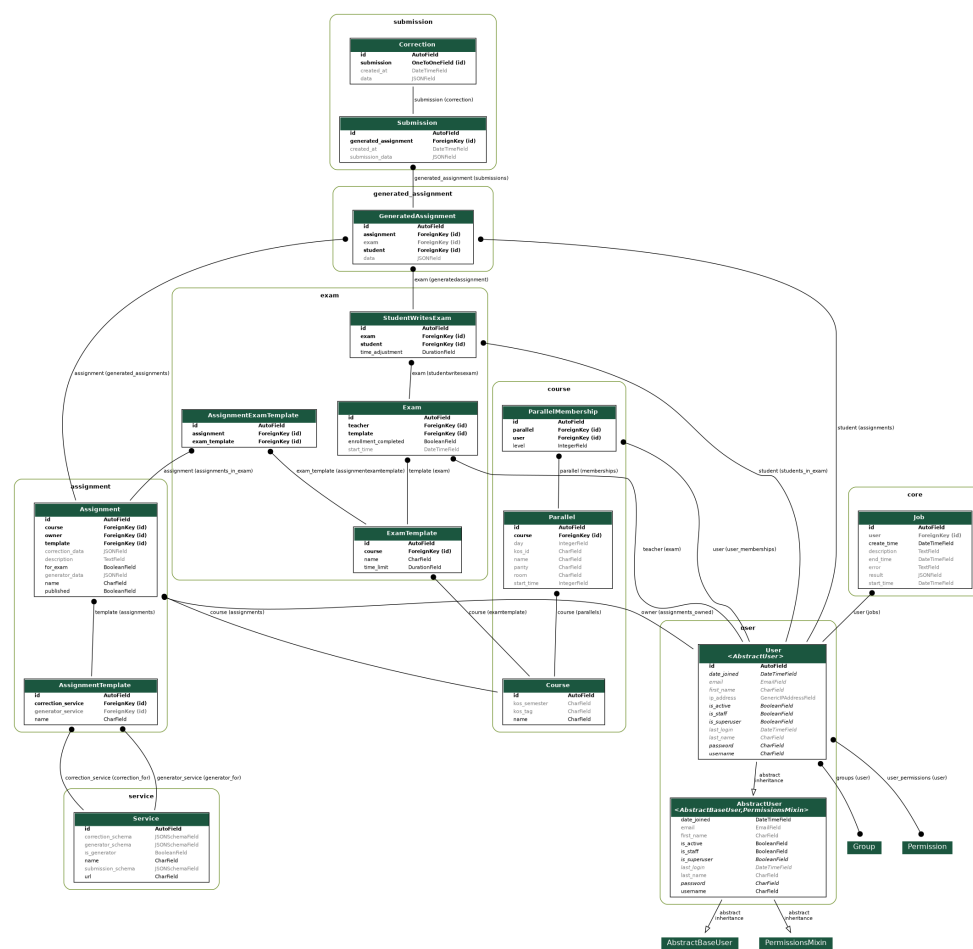 submission
Correction
id AutoField
submission OneToOneField (id)
created_at DateTimeField
data JSONField
submission (correction)
Submission
id AutoField
generated_assignment ForeignKey (id)
created_at DateTimeField
submission_data JSONField
generated_assignment (submissions)
generated_assignment
GeneratedAssignment
id AutoField
assignment ForeignKey (id)
exam ForeignKey (id)
student ForeignKey (id)
data JSONField
exam (generatedassignment)
exam
StudentWritesExam
id AutoField
exam ForeignKey (id)
student ForeignKey (id)
time_adjustment DurationField
assignment (generated_assignments)
exam (studentwritesexam)
course
Exam
id AutoField
teacher ForeignKey (id)
template ForeignKey (id)
enrollment_completed BooleanField
start_time DateTimeField
AssignmentExamTemplate
id AutoField
assignment ForeignKey (id)
exam_template ForeignKey (id)
ParallelMembership
id AutoField
parallel ForeignKey (id)
user ForeignKey (id)
level IntegerField
student (assignments)
assignment (assignments_in_exam)
exam_template (assignmentexamtemplate)
template (exam)
parallel (memberships)
student (students_in_exam)
assignment
Assignment
id AutoField
course ForeignKey (id)
owner ForeignKey (id)
template ForeignKey (id)
correction_data JSONField
description TextField
for_exam BooleanField
generator_data JSONField
name CharField
published BooleanField
ExamTemplate
id AutoField
course ForeignKey (id)
name CharField
time_limit DurationField
Parallel
id AutoField
course ForeignKey (id)
day IntegerField
kos_id CharField
name CharField
parity CharField
room CharField
start_time IntegerField
teacher (exam)
user (user_memberships)
core
Job
id AutoField
user ForeignKey (id)
create_time DateTimeField
description TextField
end_time DateTimeField
error TextField
result JSONField
start_time DateTimeField
template (assignments)
course (assignments)
course (examtemplate)
course (parallels)
owner (assignments_owned)
user (jobs)
AssignmentTemplate
id AutoField
correction_service ForeignKey (id)
generator_service ForeignKey (id)
name CharField
Course
id AutoField
kos_semester CharField
kos_tag CharField
name CharField
user
User
<AbstractUser>
id AutoField
date_joined DateTimeField
email EmailField
first_name CharField
ip_address GenericIPAddressField
is_active BooleanField
is_staff BooleanField
is_superuser BooleanField
last_login DateTimeField
last_name CharField
password CharField
username CharField
correction_service (correction_for)
generator_service (generator_for)
abstract
inheritance
groups (user)
user_permissions (user)
service
Service
id AutoField
correction_schema JSONSchemaField
generator_schema JSONSchemaField
is_generator BooleanField
name CharField
submission_schema JSONSchemaField
url CharField
AbstractUser
<AbstractBaseUser,PermissionsMixin>
date_joined DateTimeField
email EmailField
first_name CharField
is_active BooleanField
is_staff BooleanField
is_superuser BooleanField
last_login DateTimeField
last_name CharField
password CharField
username CharField
Group
Permission
abstract
inheritance
abstract
inheritance
AbstractBaseUser
PermissionsMixin